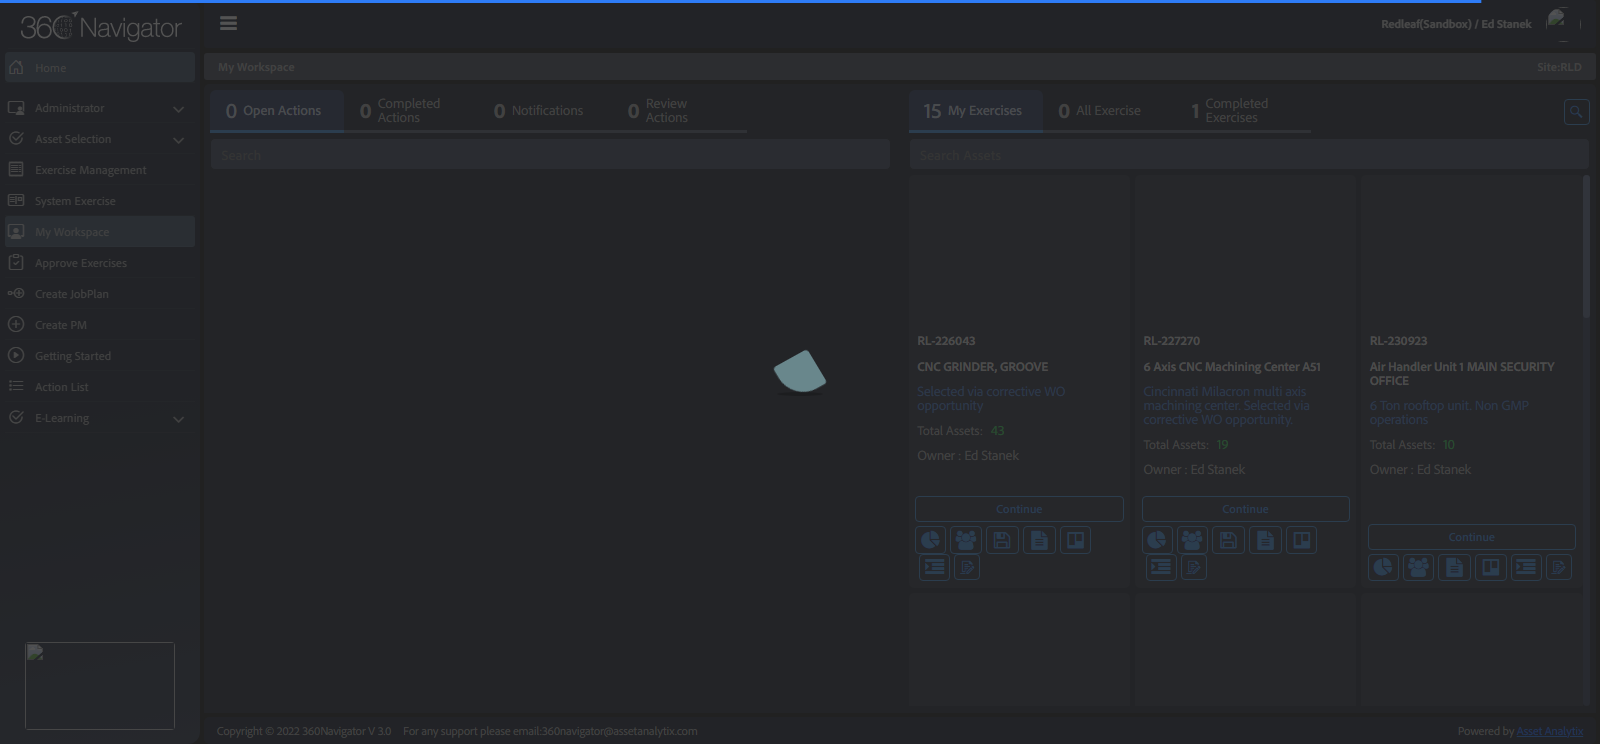 360 Navigator
Redleaf(Sandbox) / Ed Stanek
Home
My Workspace
Site:RLD
Administrator
Asset Selection
Exercise Management
System Exercise
My Workspace
Approve Exercises
Create JobPlan
Create PM
Getting Started
Action List
E-Learning
0 Open Actions
0 Completed
Actions
0 Notifications
0 Review
Actions
Search
15 My Exercises
0 All Exercise
1 Completed
Exercises
Search Assets
RL-226043
CNC GRINDER, GROOVE
Selected via corrective WO
opportunity
Total Assets: 43
Owner : Ed Stanek
Continue
RL-227270
6 Axis CNC Machining Center A51
Cincinnati Milacron multi axis
machining center. Selected via
corrective WO opportunity.
Total Assets: 19
Owner : Ed Stanek
Continue
RL-230923
Air Handler Unit 1 MAIN SECURITY
OFFICE
6 Ton rooftop unit. Non GMP
operations
Total Assets: 10
Owner : Ed Stanek
Continue
Copyright © 2022 360Navigator V 3.0 For any support please email:360navigator@assetanalytix.com
Powered by Asset Analytix